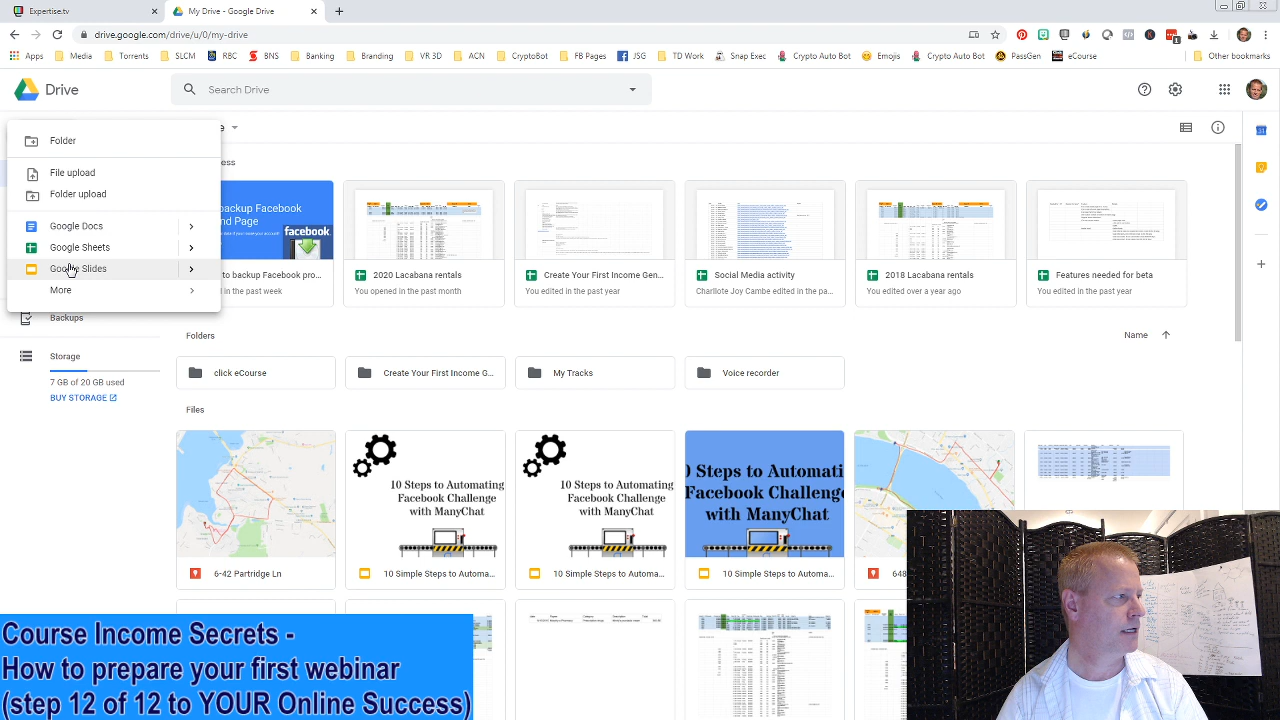 Expertise.tv
My Drive - Google Drive
drive.google.com/drive/u/0/my-drive
Apps Media Torrents SLCM RBC BNS Banking Branding VR 3D ACN CryptoBot FB Pages JSG TD Work Snap Exec Crypto Auto Bot Emojis Crypto Auto Bot PassGen eCourse Other bookmarks
Drive
Search Drive
Folder
File upload
Folder upload
Google Docs
Google Sheets
Google Slides
More
Backups
Storage
7 GB of 20 GB used
BUY STORAGE
backup Facebook
nd Page
facebook
to backup Facebook pro...
d in the past week
2020 Lacabana rentals
You opened in the past month
Create Your First Income Gen...
You edited in the past year
Social Media activity
Charllote Joy Cambe edited in the pa...
2018 Lacabana rentals
You edited over a year ago
Features needed for beta
You edited in the past year
Folders
Name
click eCourse
Create Your First Income G...
My Tracks
Voice recorder
Files
10 Steps to Automating
Facebook Challenge
with ManyChat
10 Steps to Automating
Facebook Challenge
with ManyChat
0 Steps to Automati
Facebook Challenge
with ManyChat
6-42 Partridge Ln
10 Simple Steps to Automa...
10 Simple Steps to Automa...
10 Simple Steps to Automa...
648
Course Income Secrets -
How to prepare your first webinar
(step 11 of 12 to YOUR Online Success)